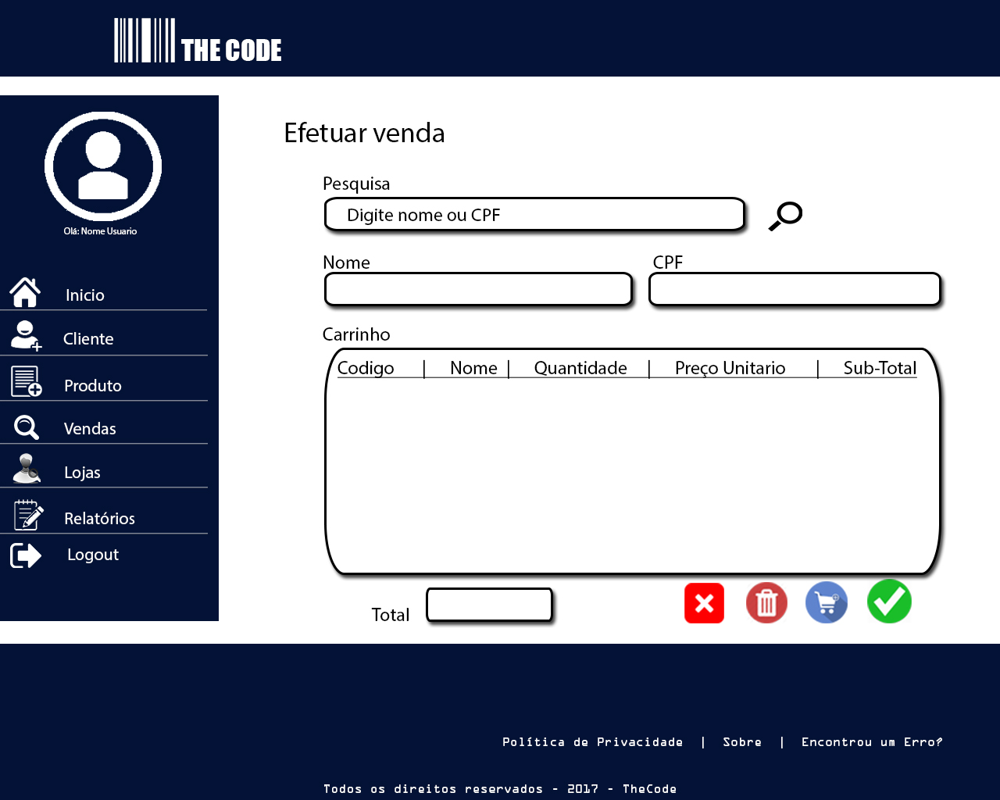 THE CODE
Olá: Nome Usuario
Inicio
Cliente
Produto
Vendas
Lojas
Relatórios
Logout
Efetuar venda
Pesquisa
Digite nome ou CPF
Nome CPF
Carrinho
Codigo | Nome | Quantidade | Preço Unitario | Sub-Total
Total
Política de Privacidade | Sobre | Encontrou um Erro?
Todos os direitos reservados - 2017 - TheCode